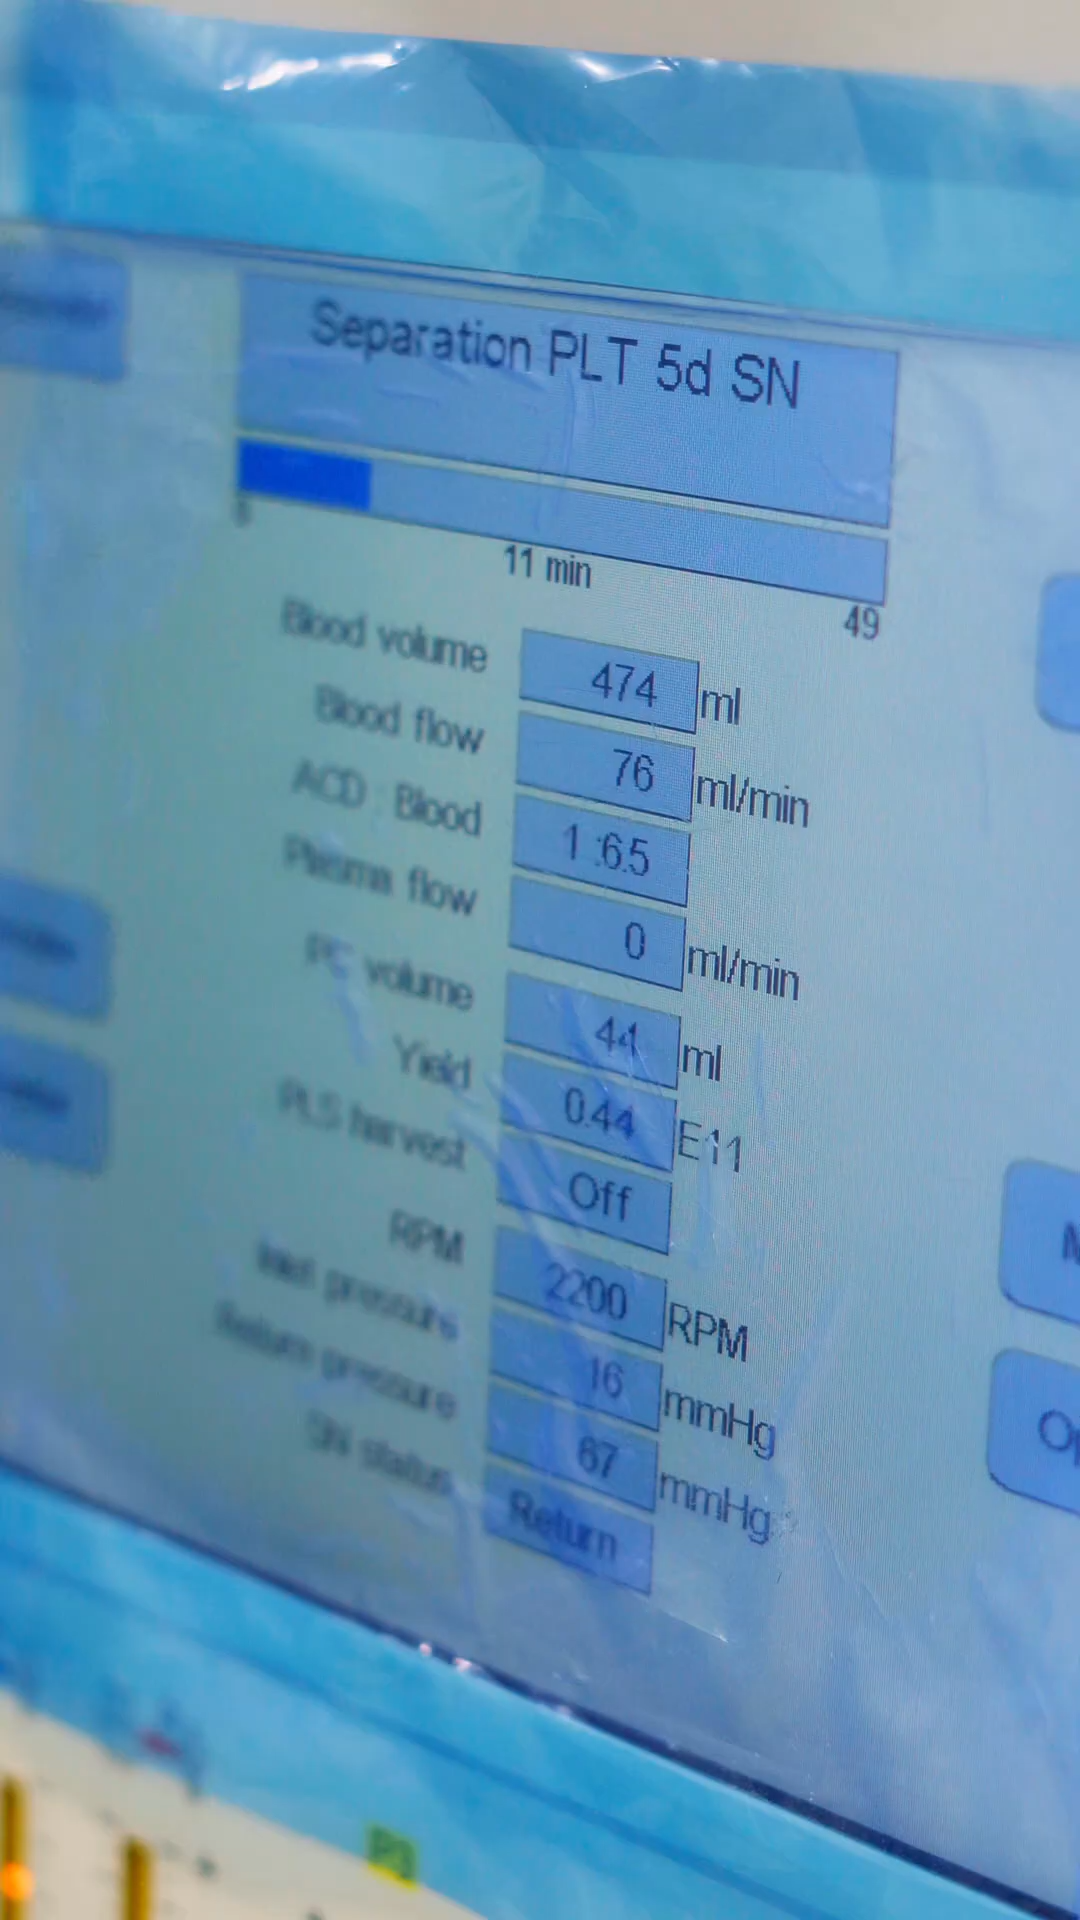 Separation PLT 5d SN
11 min
49
Blood volume 474 ml
Blood flow 76 ml/min
ACD : Blood 1 :6.5
Plasma flow 0 ml/min
PC volume 44 ml
Yield 0.44 E11
PLS harvest Off
RPM 2200 RPM
Inlet pressure 16 mmHg
Return pressure 67 mmHg
SN status Return